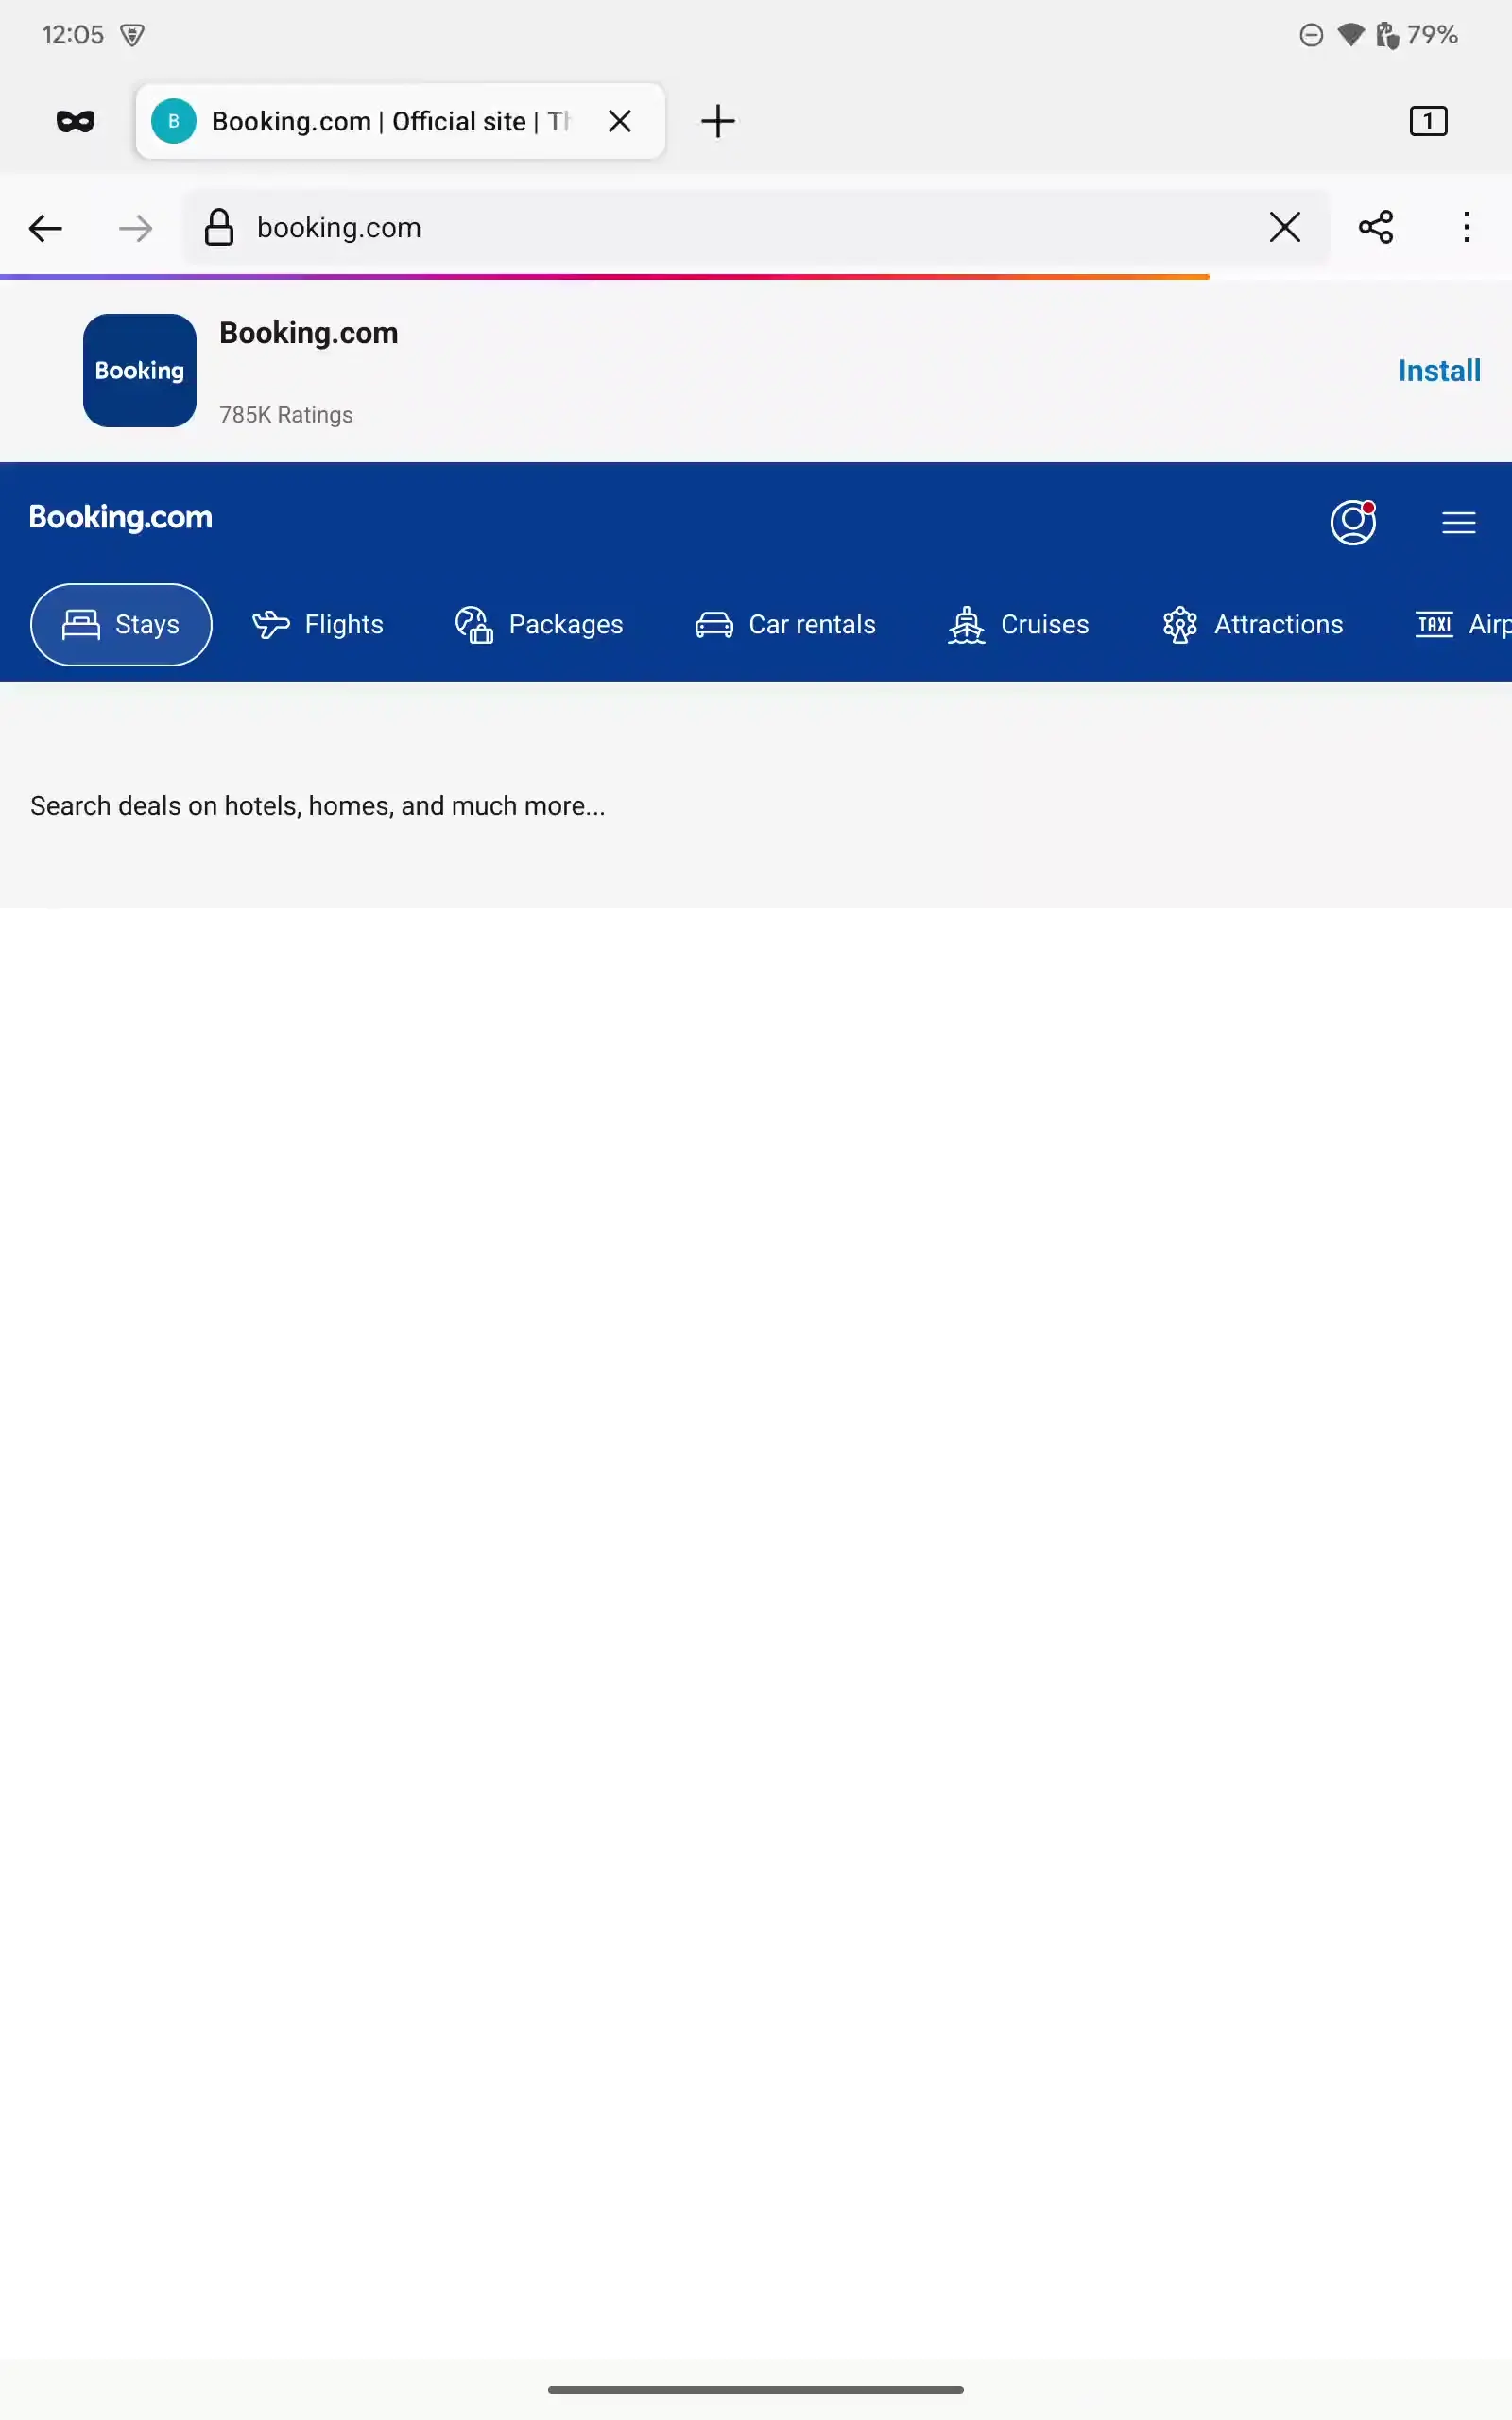 12:05
79%
B
Booking.com | Official site | Th
1
booking.com
Booking
Booking.com
785K Ratings
Install
Booking.com
Stays
Flights
Packages
Car rentals
Cruises
Attractions
TAXI
Airp
Search deals on hotels, homes, and much more...